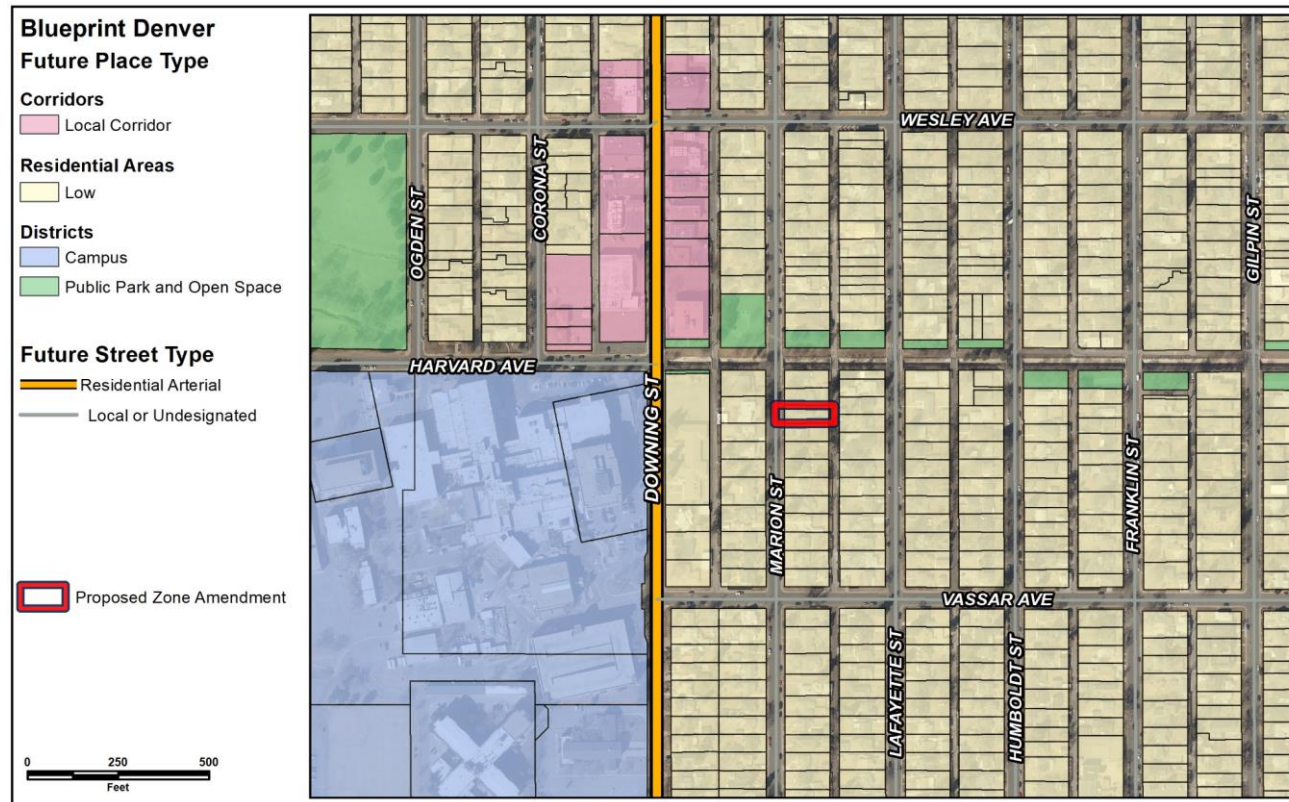 Blueprint Denver
Future Place Type
Corridors
Local Corridor
Residential Areas
Low
Districts
Campus
Public Park and Open Space
Future Street Type
Residential Arterial
Local or Undesignated
Proposed Zone Amendment
0 250 500
Feet
WESLEY AVE
OGDEN ST
CORONA ST
GILPIN ST
HARVARD AVE
DOWNING ST
MARION ST
FRANKLIN ST
VASSAR AVE
LAFAYETTE ST
HUMBOLDT ST